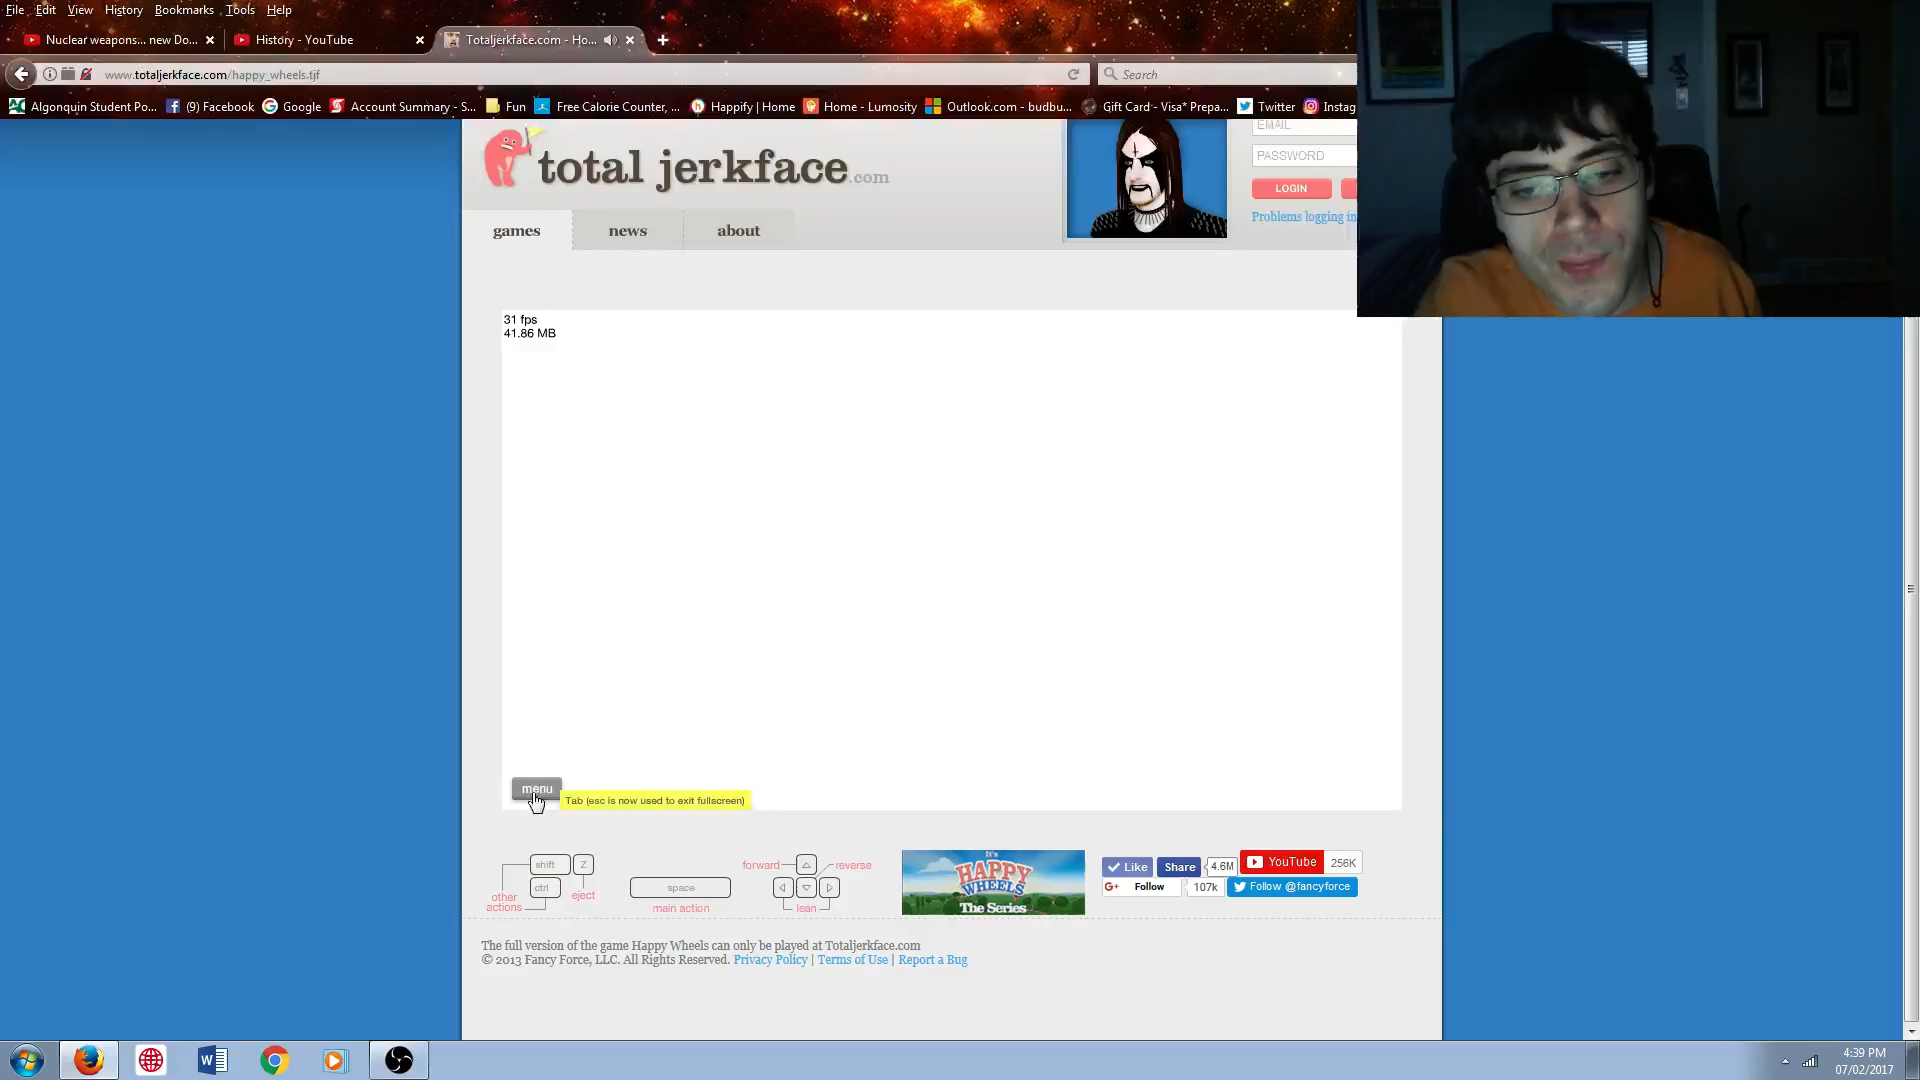 File Edit View History Bookmarks Tools Help
Nuclear weapons... new Do...
History - YouTube
Totaljerkface.com - Ho...
www.totaljerkface.com/happy_wheels.tjf
Search
Algonquin Student Po...
(9) Facebook
Google
Account Summary - S...
Fun
Free Calorie Counter, ...
Happify | Home
Home - Lumosity
Outlook.com - budbu...
Gift Card - Visa* Prepa...
Twitter
Instag
total jerkface.com
EMAIL
PASSWORD
LOGIN
Problems logging in
games
news
about
31 fps
41.86 MB
menu
Tab (esc is now used to exit fullscreen)
shift
Z
ctrl
other
actions
eject
space
main action
forward
reverse
lean
It's
HAPPY
WHEELS
The Series
Like
Share
4.6M
YouTube
256K
G+ Follow
107k
Follow @fancyforce
The full version of the game Happy Wheels can only be played at Totaljerkface.com
© 2013 Fancy Force, LLC. All Rights Reserved. Privacy Policy | Terms of Use | Report a Bug
4:39 PM
07/02/2017